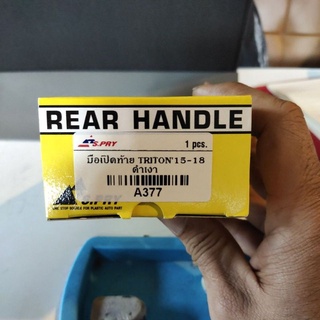 REAR HANDLE
S.PRY
1 pcs.
มือเปิดท้าย TRITON'15-18
ดำเงา
A377
S.PRY